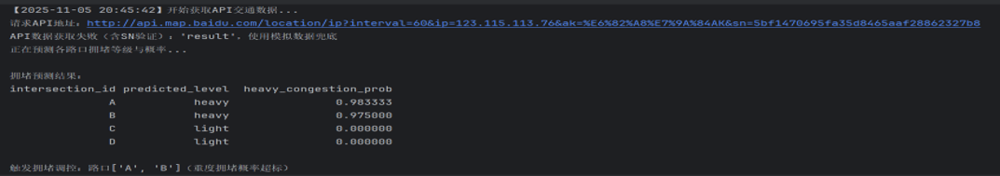 【2025-11-05 20:45:42】开始获取API交通数据...
请求API地址：http://api.map.baidu.com/location/ip?interval=60&ip=123.115.113.76&ak=%E6%82%A8%E7%9A%84AK&sn=5bf1470695fa35d8465aaf28862327b8
API数据获取失败（含SN验证）：'result'，使用模拟数据兜底
正在预测各路口拥堵等级与概率...
拥堵预测结果：
intersection_id predicted_level heavy_congestion_prob
A heavy 0.983333
B heavy 0.975000
C light 0.000000
D light 0.000000
触发拥堵调控：路口['A', 'B']（重度拥堵概率超标）